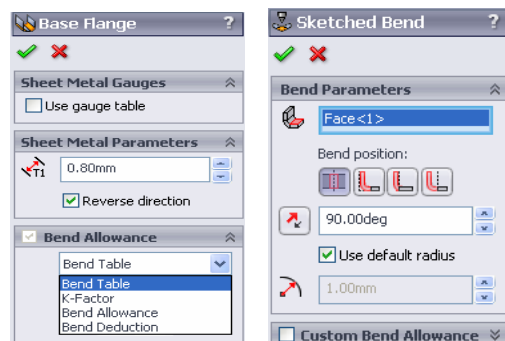 Base Flange ?
Sheet Metal Gauges
Use gauge table
Sheet Metal Parameters
T1
0.80mm
Reverse direction
Bend Allowance
Bend Table
Bend Table
K-Factor
Bend Allowance
Bend Deduction
Sketched Bend ?
Bend Parameters
Face<1>
Bend position:
90.00deg
Use default radius
1.00mm
Custom Bend Allowance